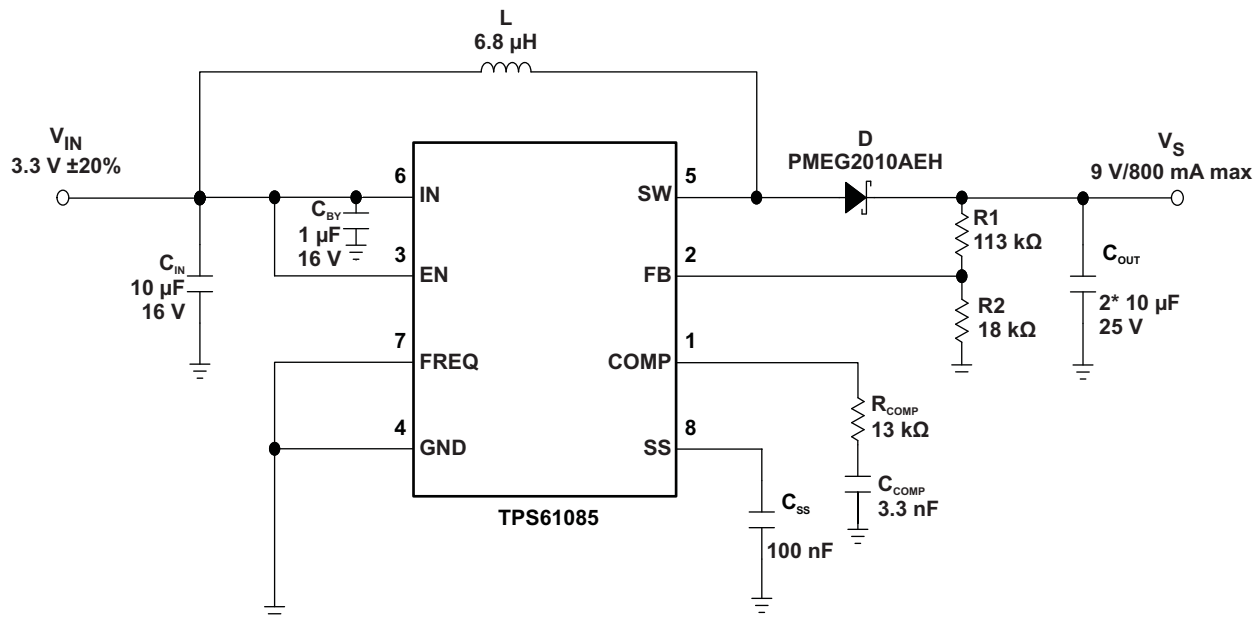 L
6.8 µH
V_IN
3.3 V ±20%
C_IN
10 µF
16 V
C_BY
1 µF
16 V
6
IN
3
EN
7
FREQ
4
GND
5
SW
2
FB
1
COMP
8
SS
TPS61085
D
PMEG2010AEH
V_S
9 V/800 mA max
R1
113 kΩ
R2
18 kΩ
C_OUT
2* 10 µF
25 V
R_COMP
13 kΩ
C_COMP
3.3 nF
C_SS
100 nF